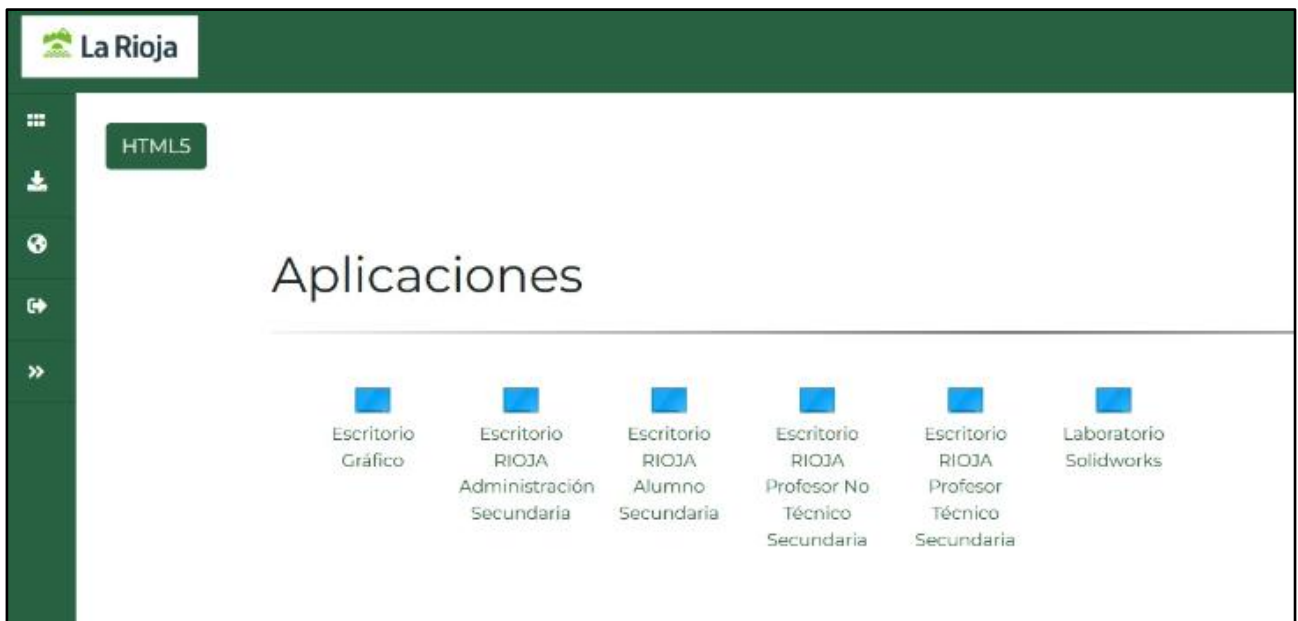 La Rioja
HTML5
Aplicaciones
Escritorio
Gráfico
Escritorio
RIOJA
Administración
Secundaria
Escritorio
RIOJA
Alumno
Secundaria
Escritorio
RIOJA
Profesor No
Técnico
Secundaria
Escritorio
RIOJA
Profesor
Técnico
Secundaria
Laboratorio
Solidworks